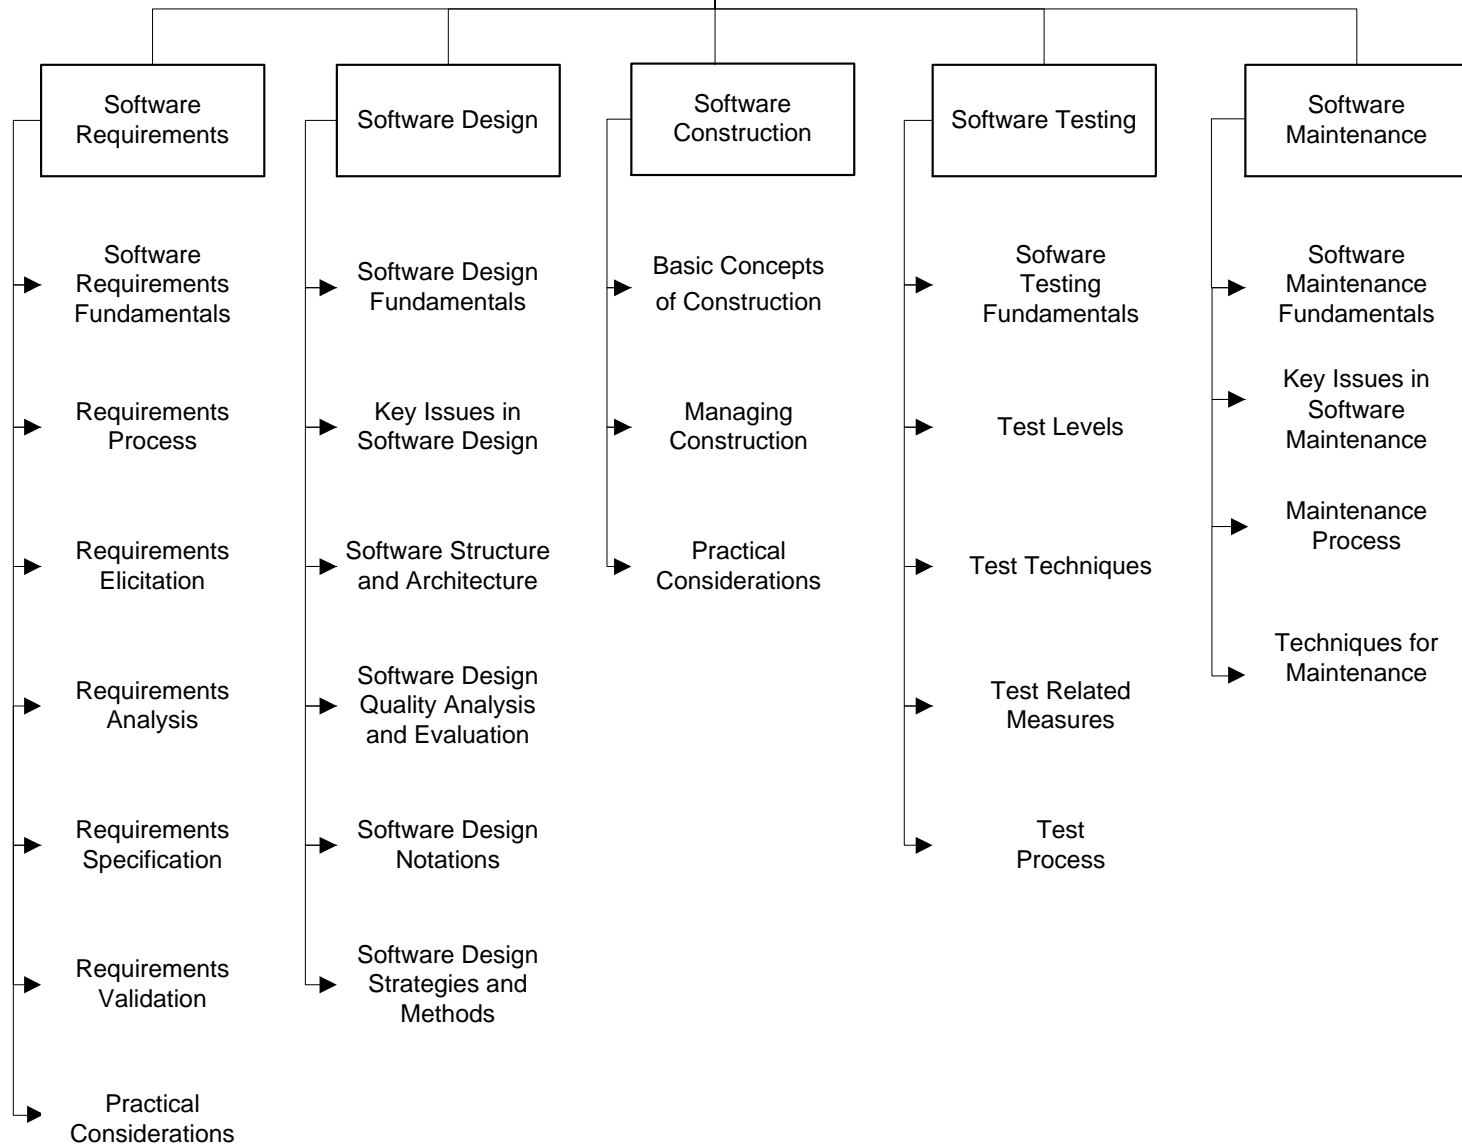 Software
Requirements
Software Design
Software
Construction
Software Testing
Software
Maintenance
Software
Requirements
Fundamentals
Requirements
Process
Requirements
Elicitation
Requirements
Analysis
Requirements
Specification
Requirements
Validation
Practical
Considerations
Software Design
Fundamentals
Key Issues in
Software Design
Software Structure
and Architecture
Software Design
Quality Analysis
and Evaluation
Software Design
Notations
Software Design
Strategies and
Methods
Basic Concepts
of Construction
Managing
Construction
Practical
Considerations
Sofware
Testing
Fundamentals
Test Levels
Test Techniques
Test Related
Measures
Test
Process
Software
Maintenance
Fundamentals
Key Issues in
Software
Maintenance
Maintenance
Process
Techniques for
Maintenance